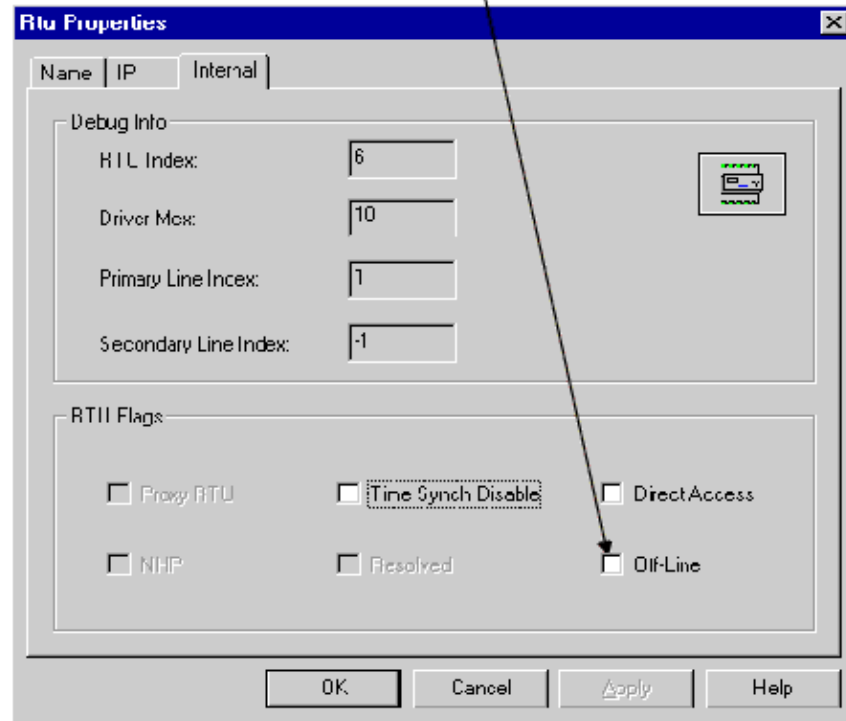 Rtu Properties
Name
IP
Internal
Debug Info
RTU Index:
6
Driver Max:
10
Primary Line Index:
1
Secondary Line Index:
-1
RTU Flags
Proxy RTU
Time Synch Disable
Direct Access
NHP
Resolved
Off-Line
OK
Cancel
Apply
Help